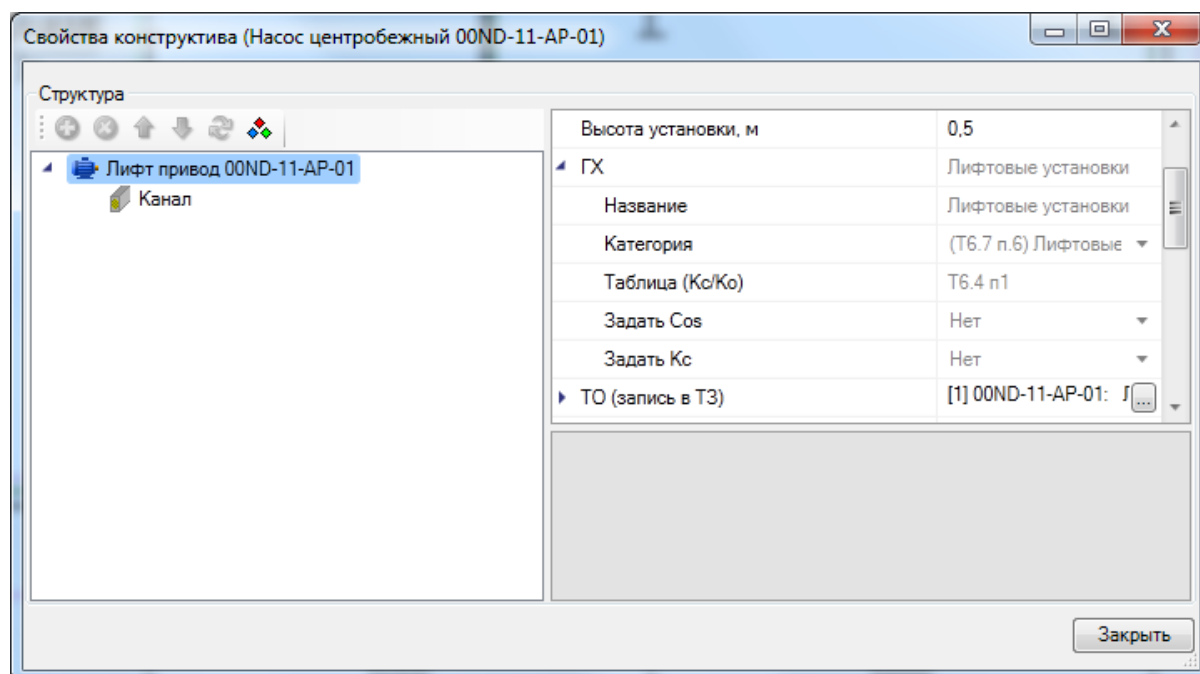 Свойства конструктива (Насос центробежный 00ND-11-AP-01)
Структура
Лифт привод 00ND-11-AP-01
Канал
Высота установки, м 0,5
ГХ Лифтовые установки
Название Лифтовые установки
Категория (Т6.7 п.6) Лифтовые
Таблица (Кс/Ко) Т6.4 п1
Задать Cos Нет
Задать Кс Нет
ТО (запись в ТЗ) [1] 00ND-11-AP-01: ...
Закрыть